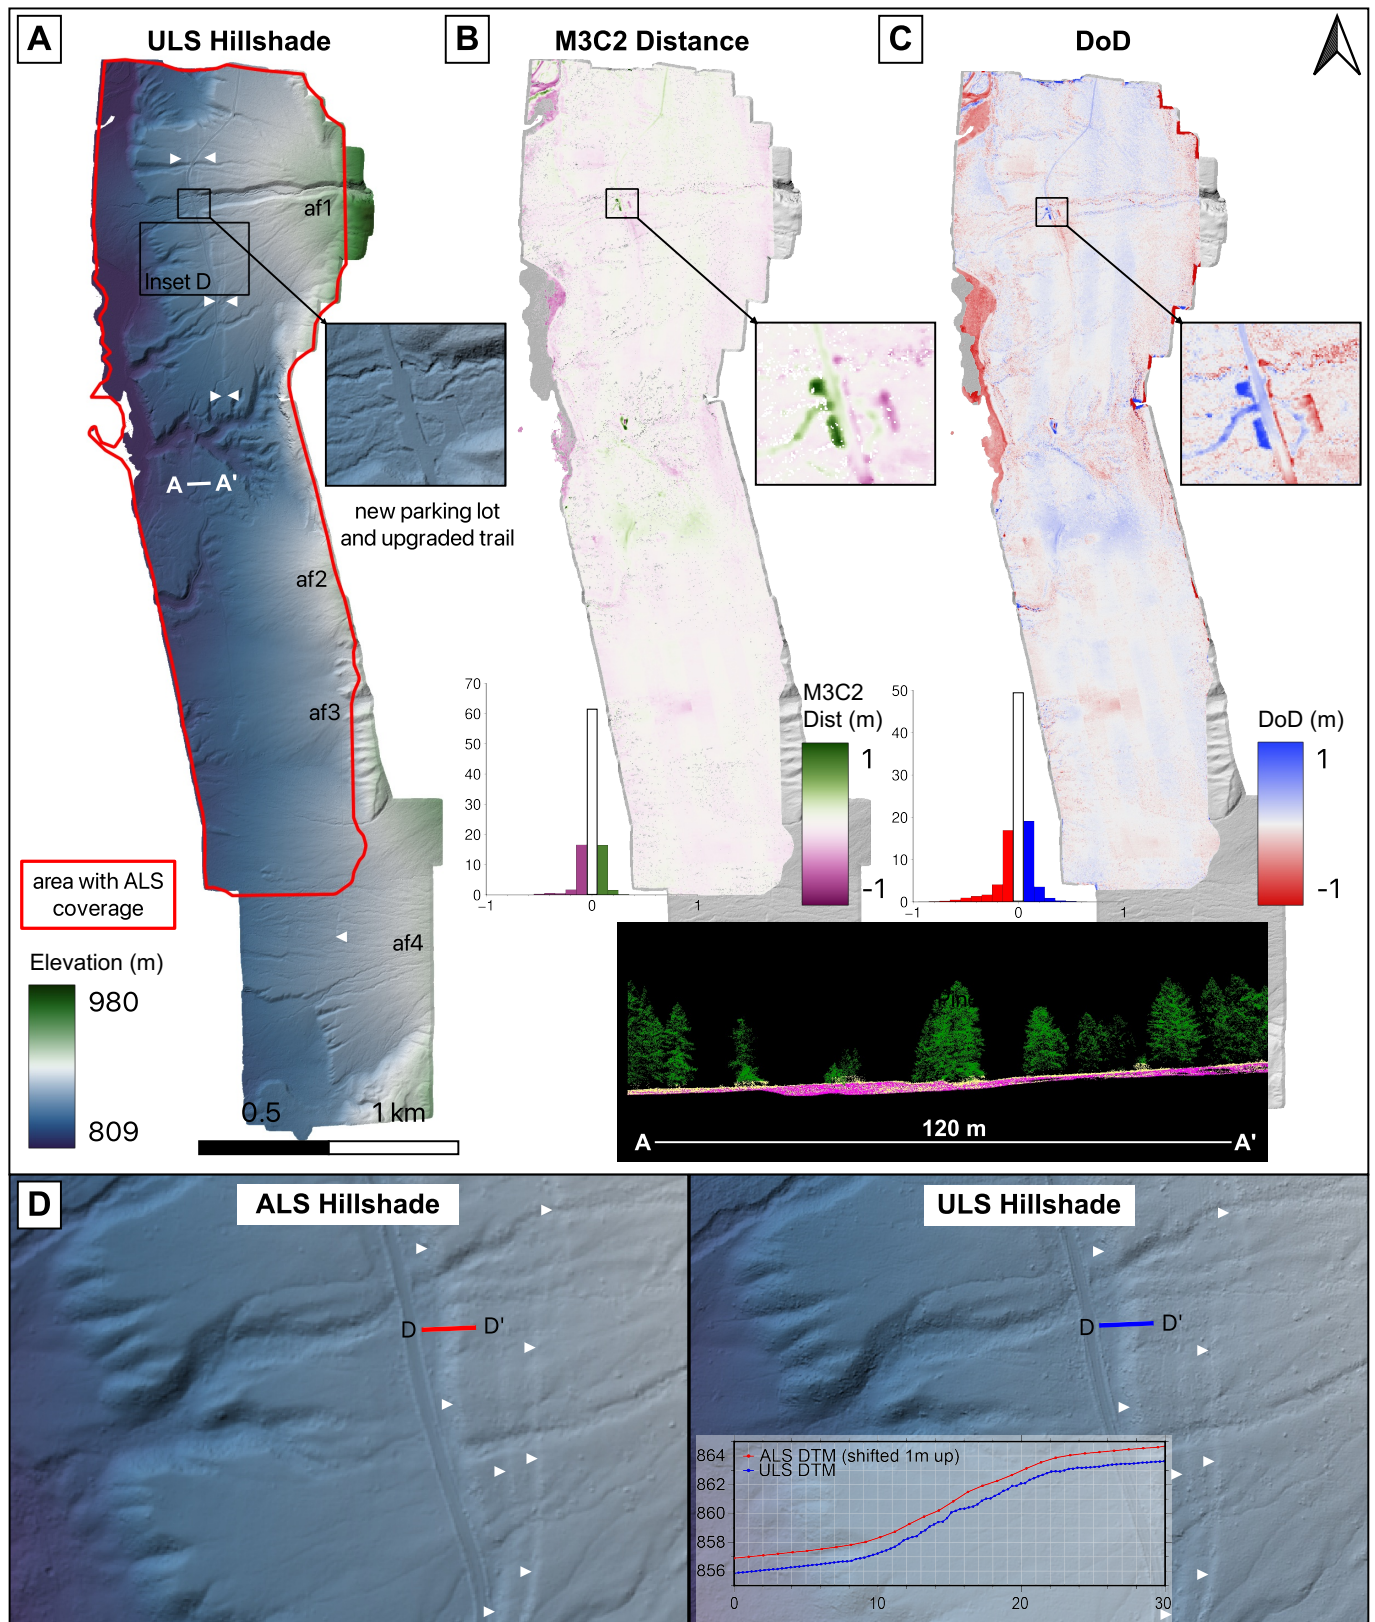 A
ULS Hillshade
B
M3C2 Distance
C
DoD
af1
Inset D
A
A'
new parking lot
and upgraded trail
af2
af3
af4
area with ALS
coverage
Elevation (m)
980
809
0.5
1 km
70
60
50
40
30
20
10
0
−1
0
1
M3C2
Dist (m)
1
-1
50
40
30
20
10
0
−1
0
1
DoD (m)
1
-1
120 m
A
A'
D
ALS Hillshade
D
D'
ULS Hillshade
D
D'
ALS DTM (shifted 1m up)
ULS DTM
864
862
860
858
856
0
10
20
30